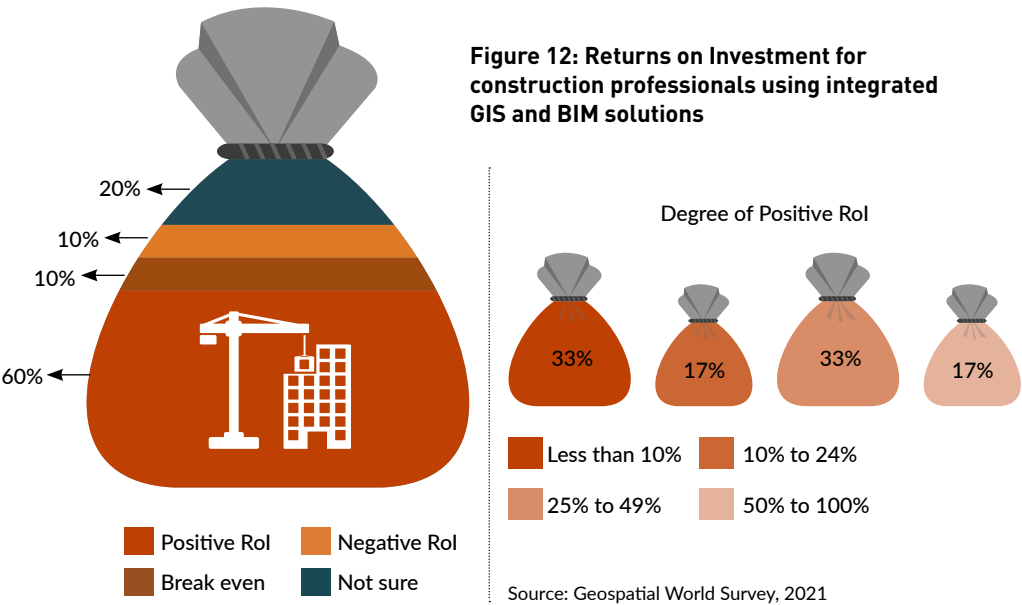 Figure 12: Returns on Investment for
construction professionals using integrated
GIS and BIM solutions
20%
10%
10%
60%
Positive RoI
Negative RoI
Break even
Not sure
Degree of Positive RoI
33%
17%
33%
17%
Less than 10%
10% to 24%
25% to 49%
50% to 100%
Source: Geospatial World Survey, 2021